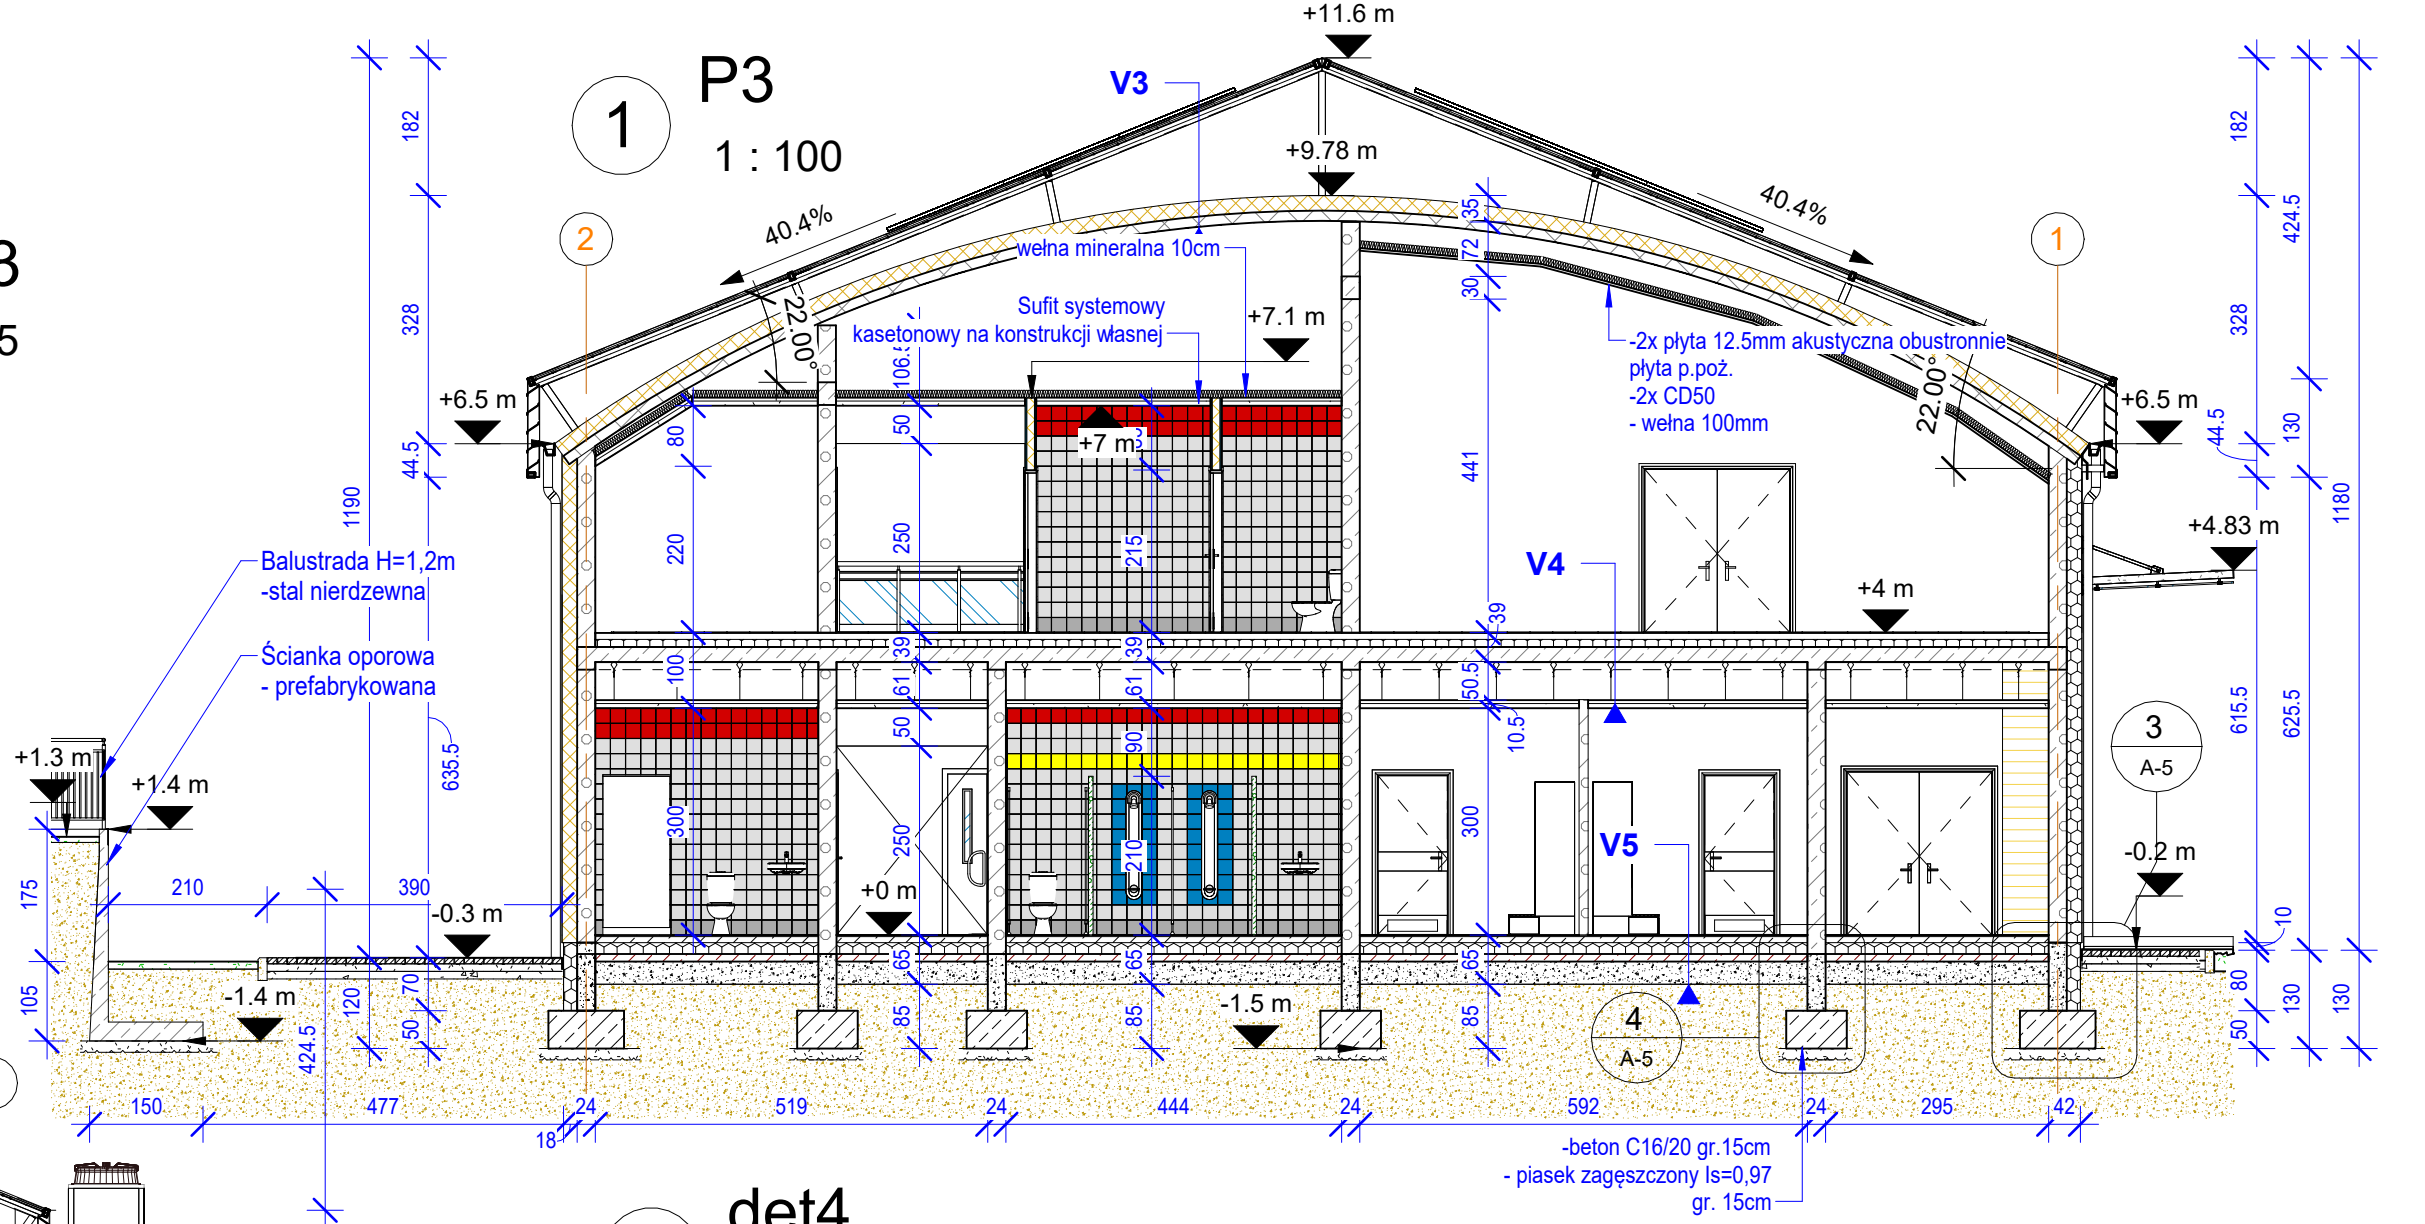 +11.6 m
P3
1
1 : 100
V3
182
182
+9.78 m
40.4%
40.4%
35
424.5
3
2
1
wełna mineralna 10cm
72
30
5
328
22.00°
Sufit systemowy
kasetonowy na konstrukcji własnej
+7.1 m
106.5
-2x płyta 12.5mm akustyczna obustronnie
płyta p.poż.
-2x CD50
- wełna 100mm
328
22.00°
+6.5 m
+6.5 m
44.5
80
50
+7 m
44.5
130
1190
441
1180
220
250
215
+4.83 m
Balustrada H=1,2m
-stal nierdzewna
V4
+4 m
39
Ścianka oporowa
- prefabrykowana
100
39
39
61
61
50.5
50
90
10.5
615.5
625.5
635.5
3
A-5
+1.3 m
+1.4 m
300
250
210
300
V5
-0.2 m
175
210
390
-0.3 m
+0 m
10
65
65
65
105
-1.4 m
120
70
50
424.5
85
85
-1.5 m
85
4
A-5
80
50
130
130
150
477
18
24
519
24
444
24
592
24
295
42
-beton C16/20 gr.15cm
- piasek zagęszczony Is=0,97
gr. 15cm
det4